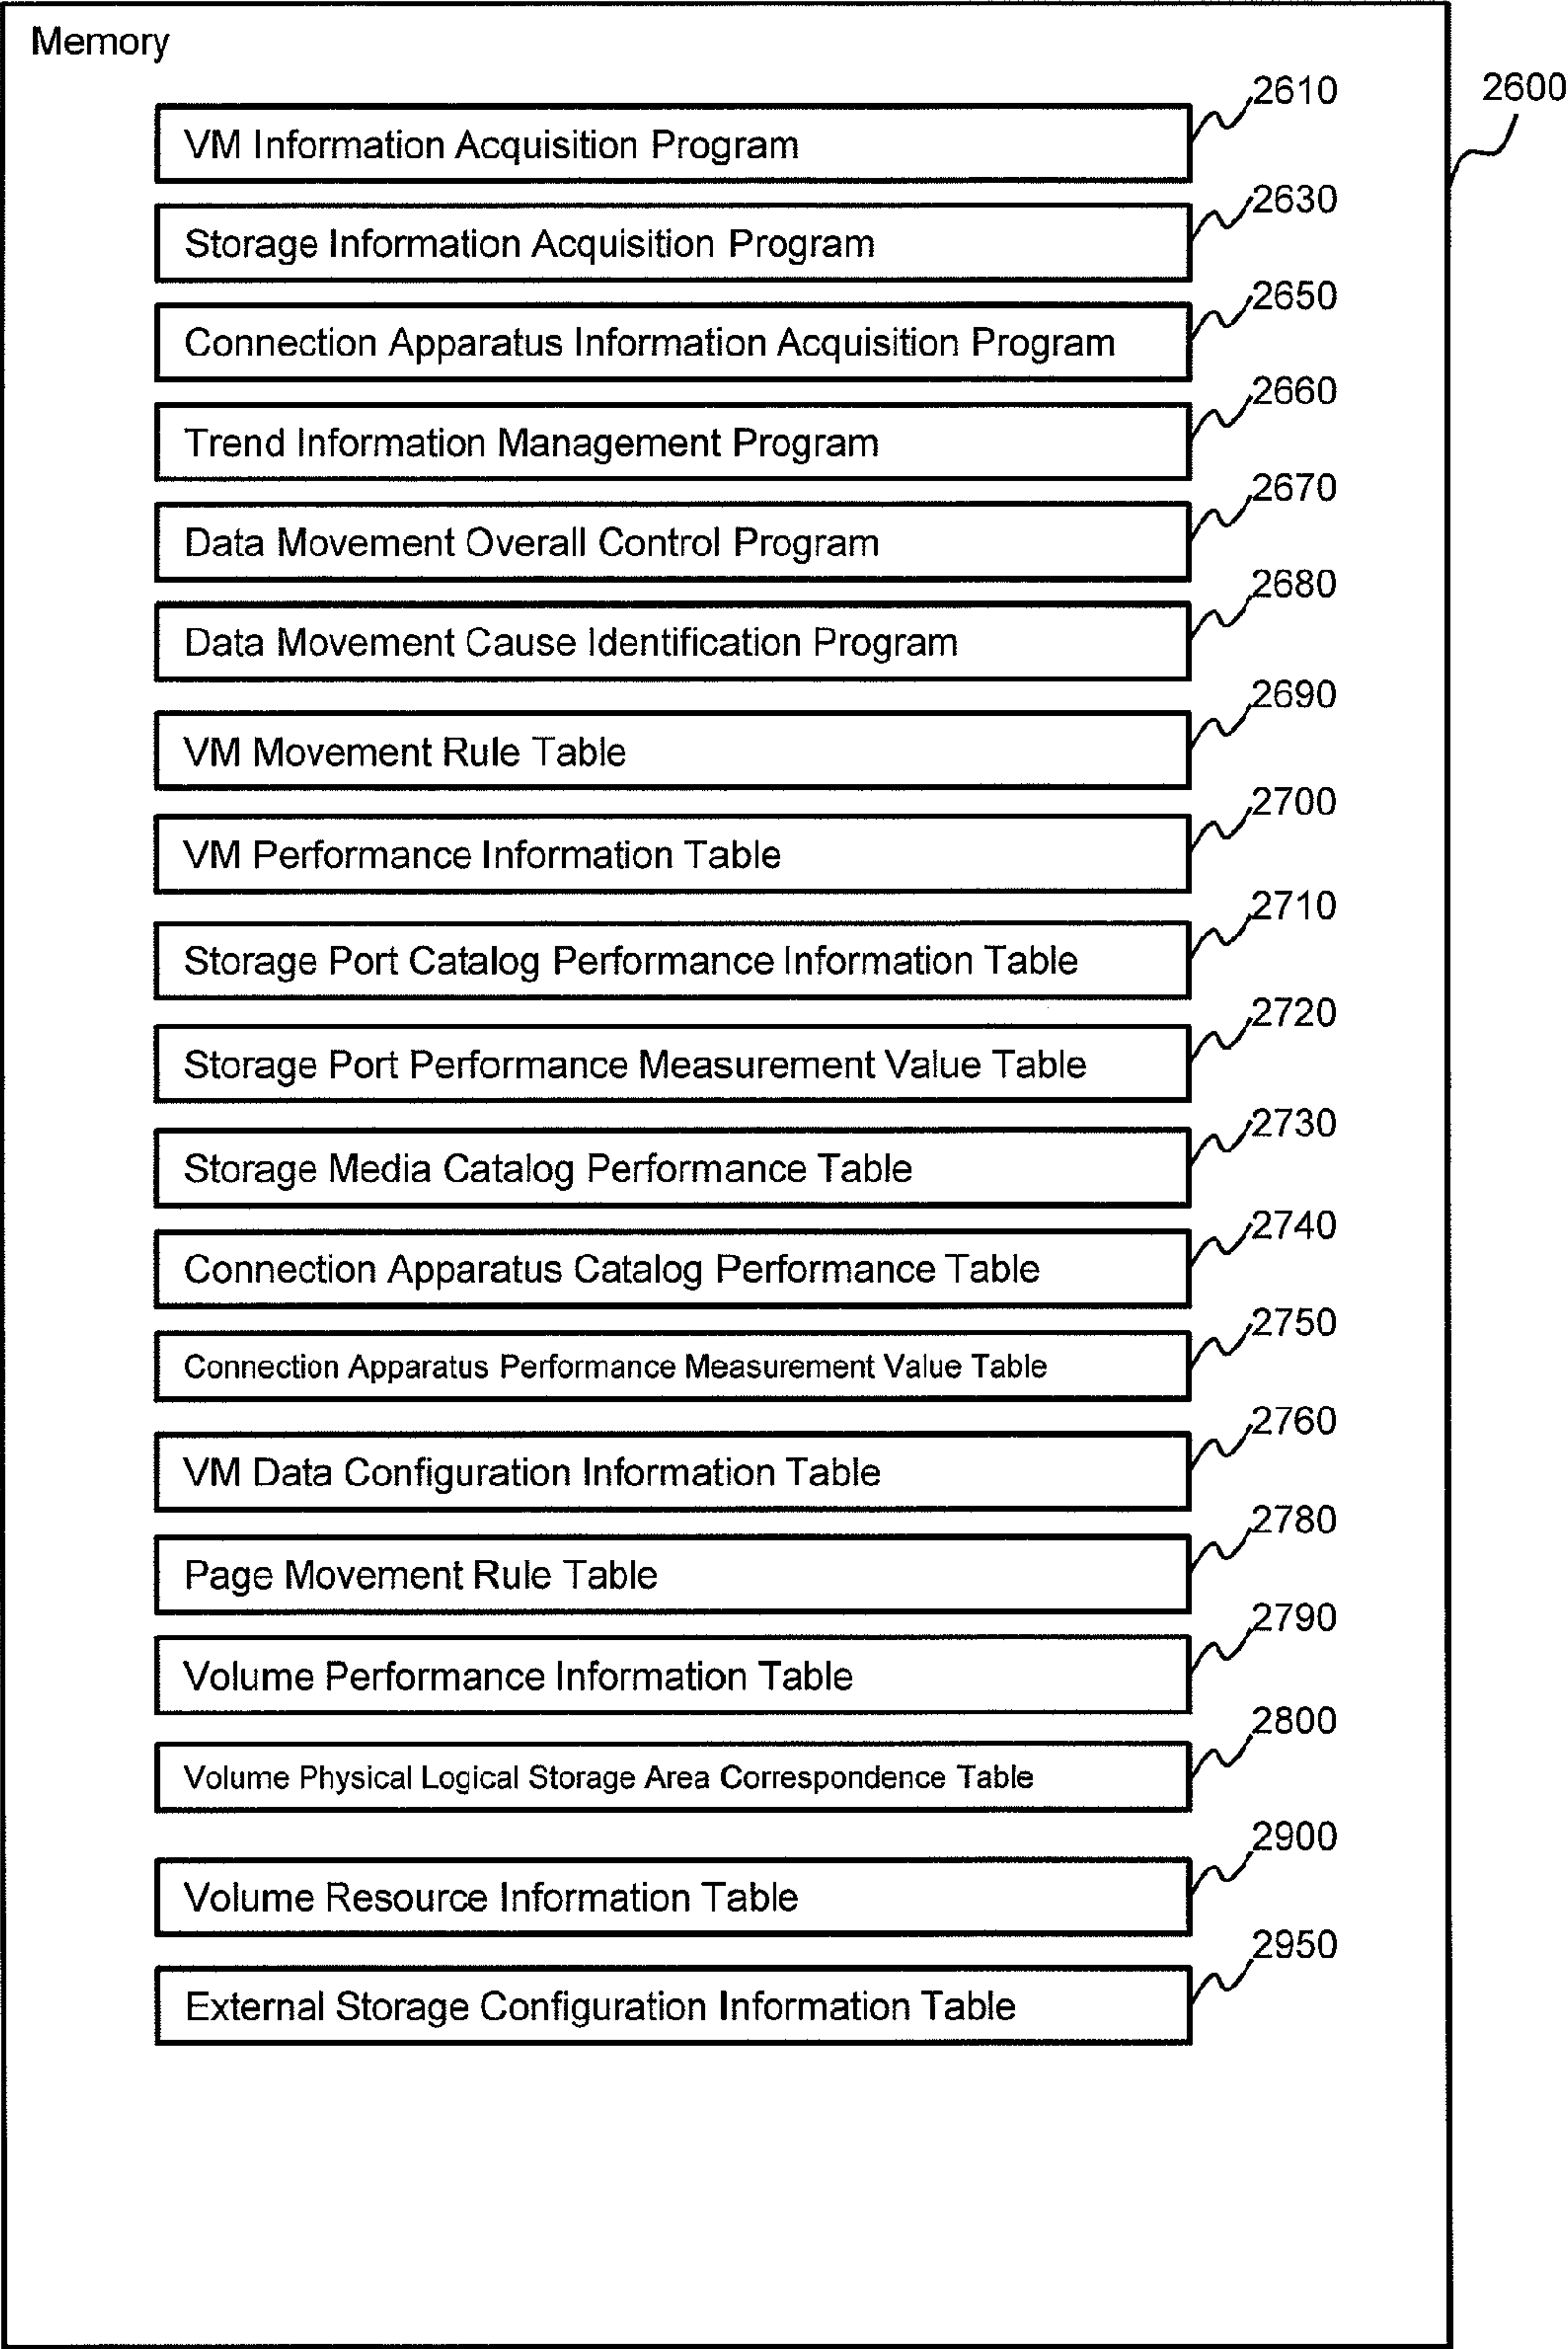 Memory
2600
2610
VM Information Acquisition Program
2630
Storage Information Acquisition Program
2650
Connection Apparatus Information Acquisition Program
2660
Trend Information Management Program
2670
Data Movement Overall Control Program
2680
Data Movement Cause Identification Program
2690
VM Movement Rule Table
2700
VM Performance Information Table
2710
Storage Port Catalog Performance Information Table
2720
Storage Port Performance Measurement Value Table
2730
Storage Media Catalog Performance Table
2740
Connection Apparatus Catalog Performance Table
2750
Connection Apparatus Performance Measurement Value Table
2760
VM Data Configuration Information Table
2780
Page Movement Rule Table
2790
Volume Performance Information Table
2800
Volume Physical Logical Storage Area Correspondence Table
2900
Volume Resource Information Table
2950
External Storage Configuration Information Table